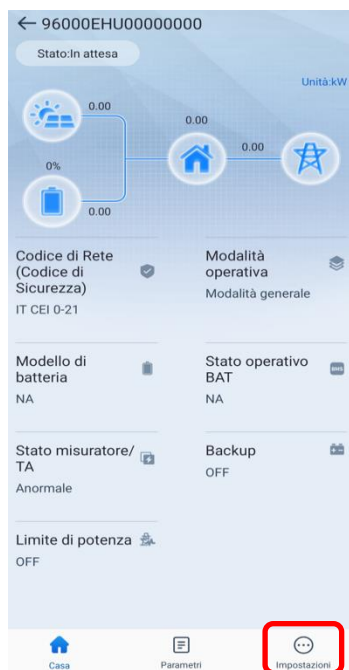 ← 96000EHU00000000
Stato:In attesa
Unità:kW
0.00
0.00
0.00
0%
0.00
Codice di Rete
(Codice di
Sicurezza)
IT CEI 0-21
Modalità
operativa
Modalità generale
Modello di
batteria
NA
Stato operativo
BAT
BMS
NA
Stato misuratore/
TA
Anormale
Backup
OFF
Limite di potenza
OFF
Casa
Parametri
Impostazioni